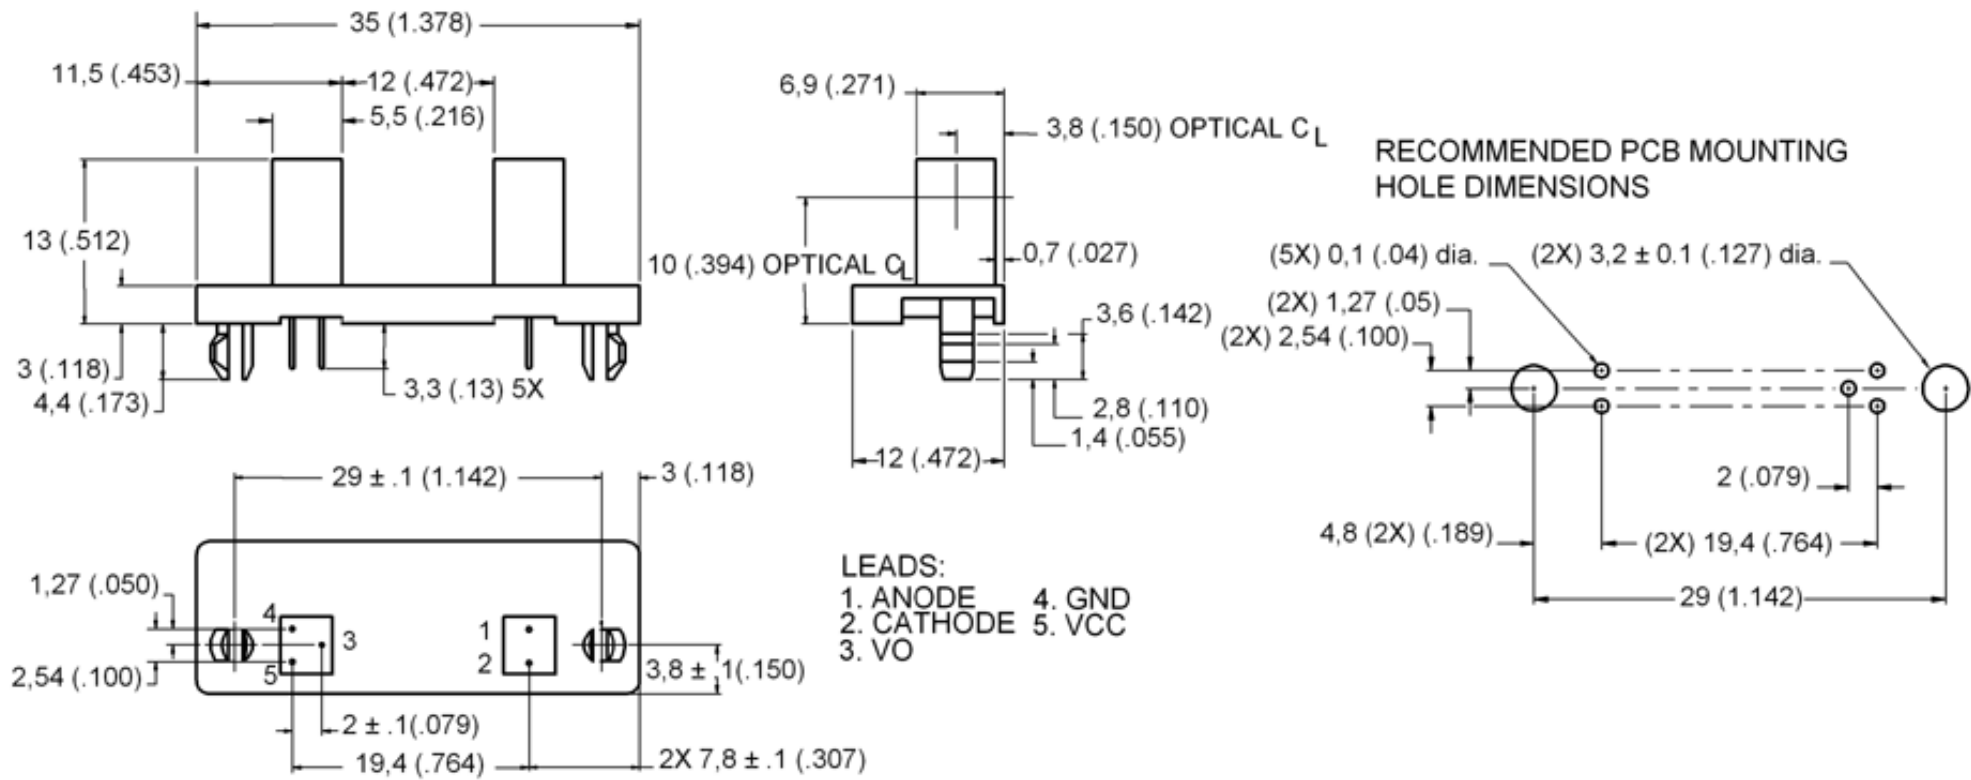 35 (1.378)
11,5 (.453)
12 (.472)
5,5 (.216)
13 (.512)
3 (.118)
4,4 (.173)
3,3 (.13) 5X
6,9 (.271)
3,8 (.150) OPTICAL CL
10 (.394) OPTICAL CL
0,7 (.027)
3,6 (.142)
2,8 (.110)
1,4 (.055)
12 (.472)
RECOMMENDED PCB MOUNTING
HOLE DIMENSIONS
(5X) 0,1 (.04) dia.
(2X) 3,2 ± 0.1 (.127) dia.
(2X) 1,27 (.05)
(2X) 2,54 (.100)
2 (.079)
4,8 (2X) (.189)
(2X) 19,4 (.764)
29 (1.142)
29 ± .1 (1.142)
3 (.118)
1,27 (.050)
4
3
1
2
5
2,54 (.100)
3,8 ± .1(.150)
2 ± .1(.079)
19,4 (.764)
2X 7,8 ± .1 (.307)
LEADS:
1. ANODE 4. GND
2. CATHODE 5. VCC
3. VO